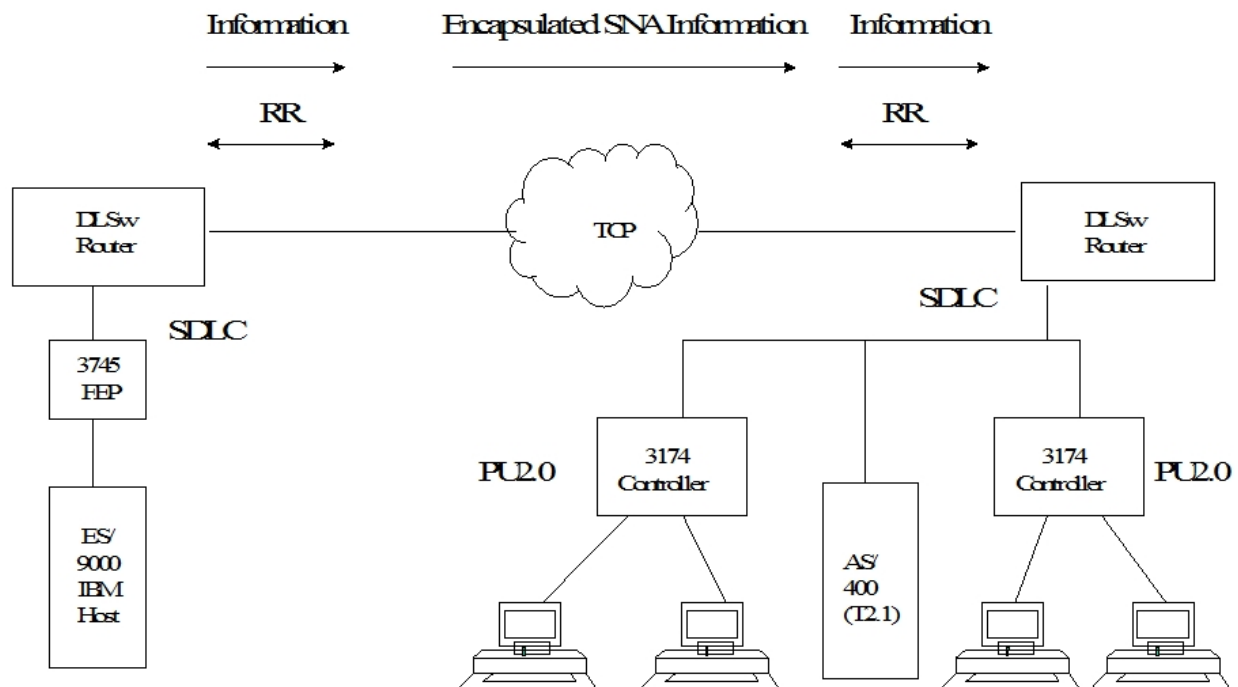 Information
Encapsulated SNA Information
Information
RR
RR
DLSw
Router
TCP
DLSw
Router
SDLC
SDLC
3745
FEP
PU2.0
3174
Controller
3174
Controller
PU2.0
ES/
9000
IBM
Host
AS/
400
(T2.1)